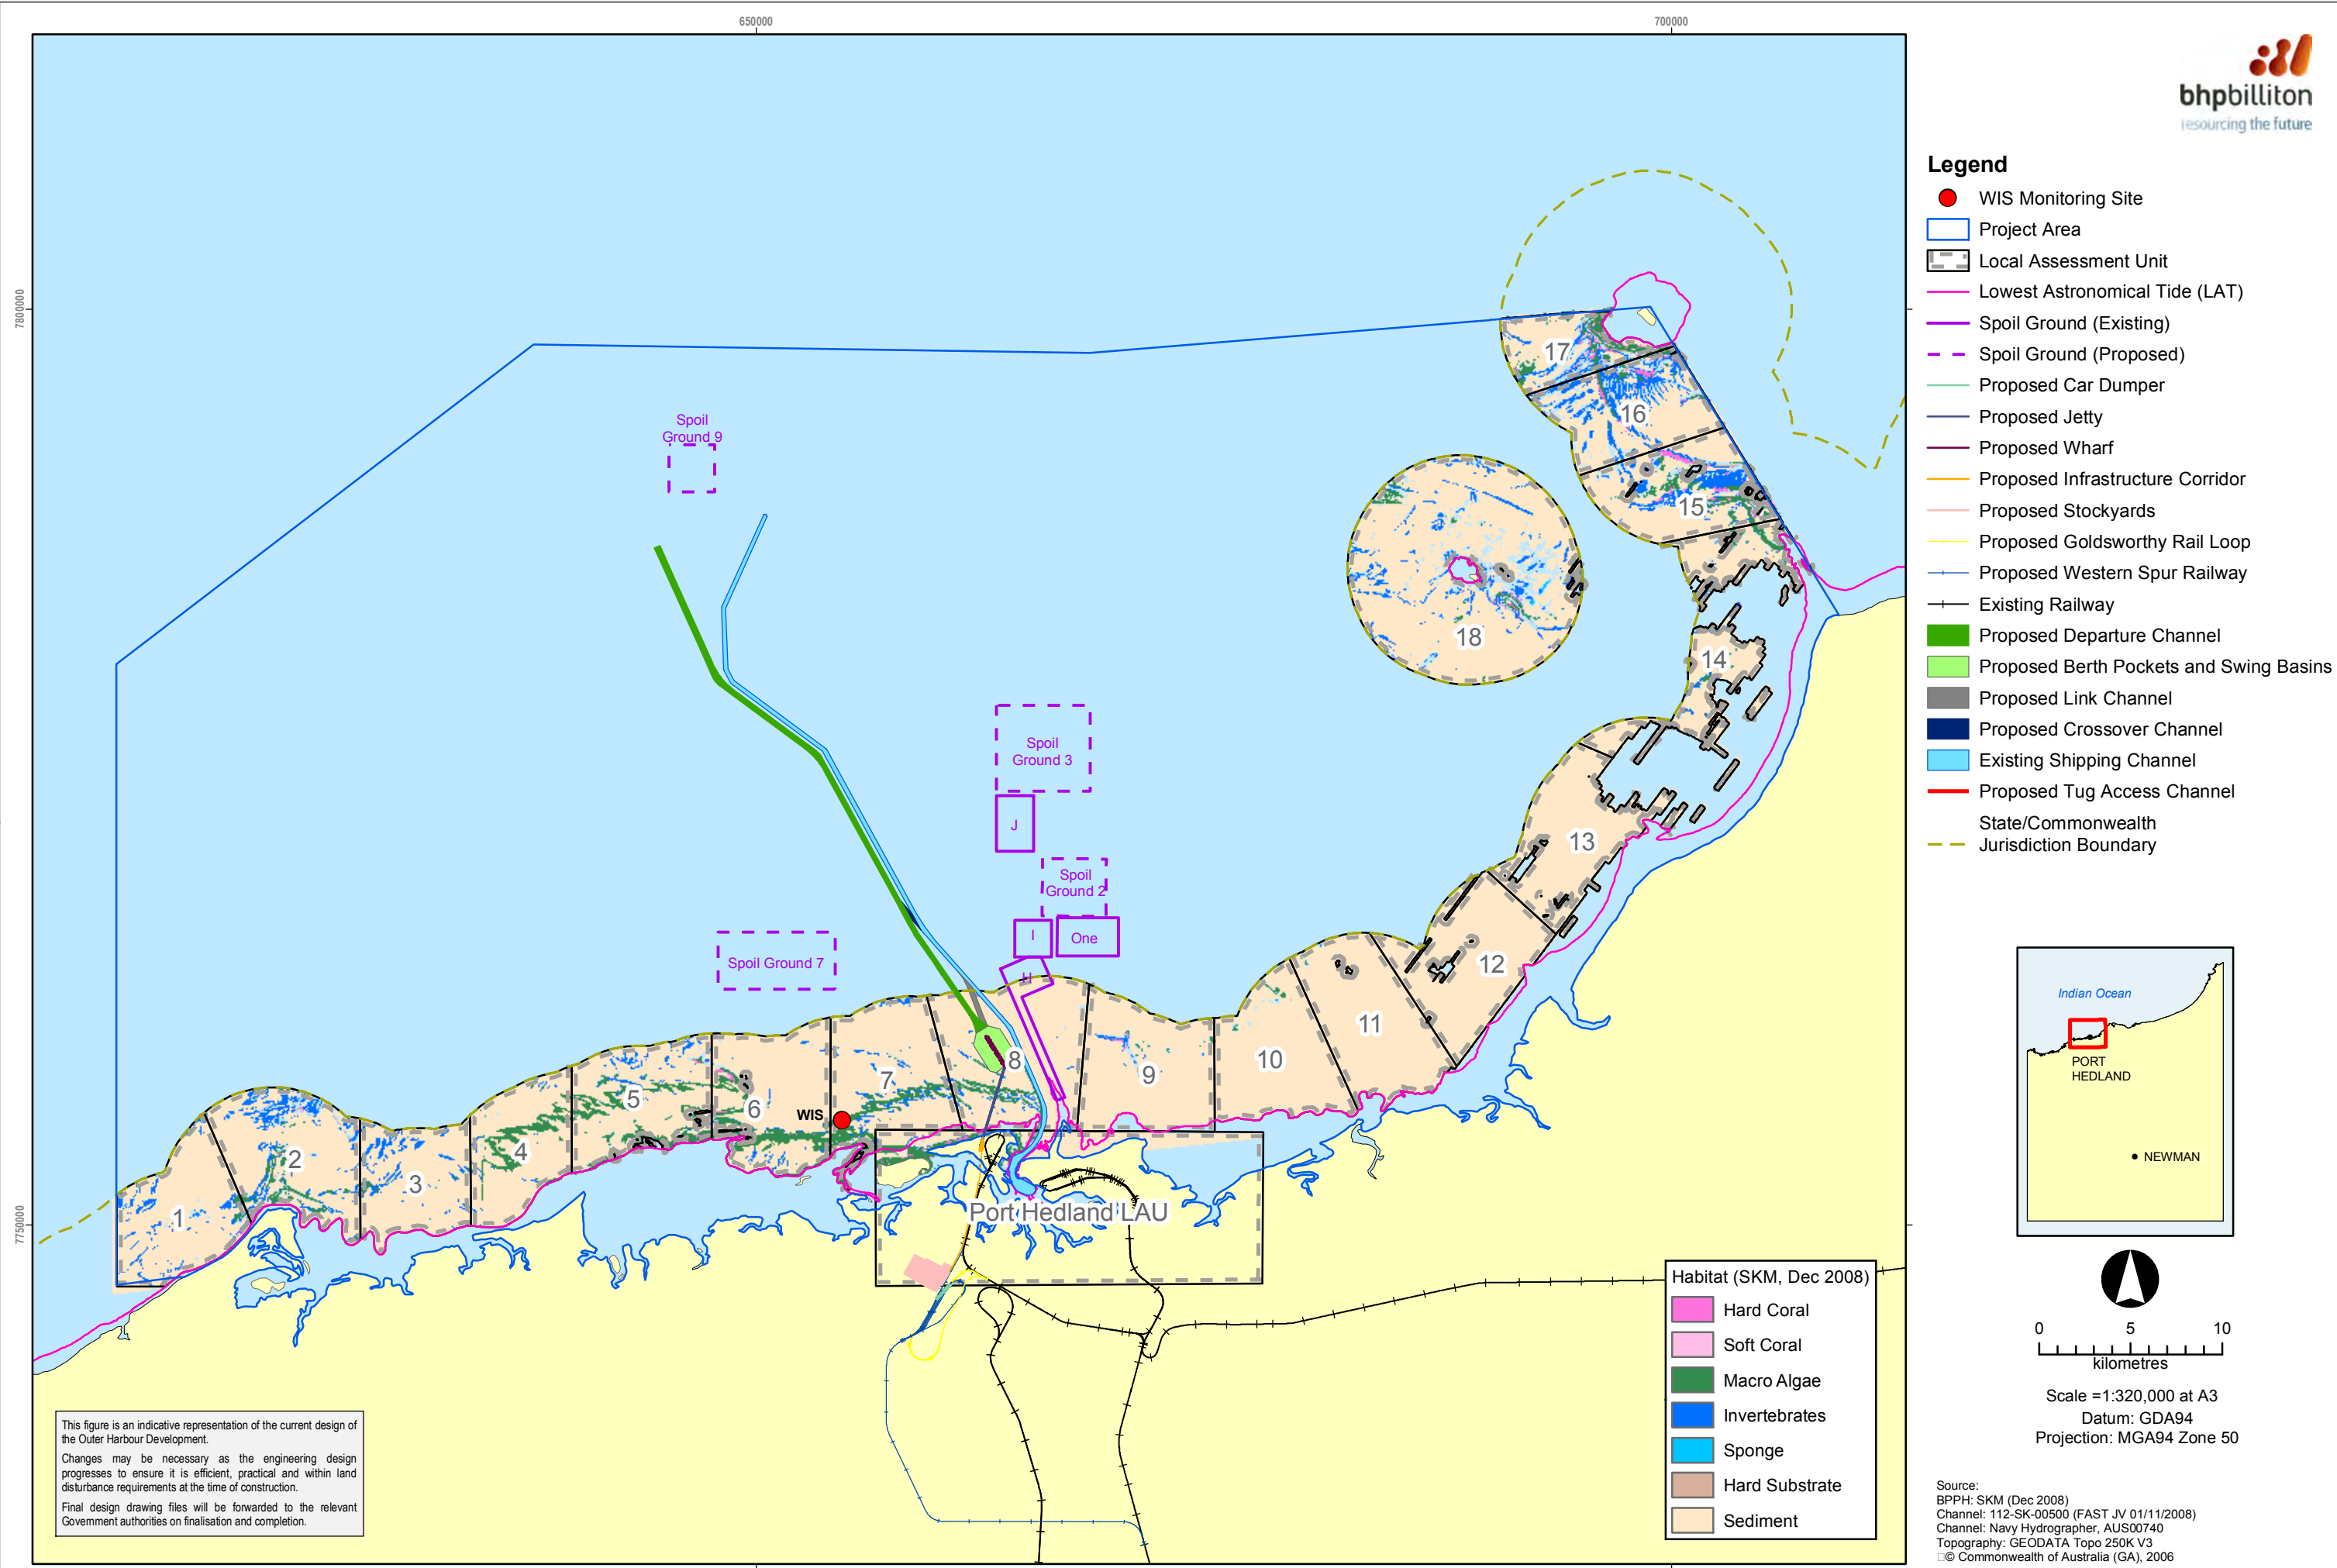 650000
700000
7800000
7750000
bhpbilliton
resourcing the future
Legend
WIS Monitoring Site
Project Area
Local Assessment Unit
Lowest Astronomical Tide (LAT)
Spoil Ground (Existing)
Spoil Ground (Proposed)
Proposed Car Dumper
Proposed Jetty
Proposed Wharf
Proposed Infrastructure Corridor
Proposed Stockyards
Proposed Goldsworthy Rail Loop
Proposed Western Spur Railway
Existing Railway
Proposed Departure Channel
Proposed Berth Pockets and Swing Basins
Proposed Link Channel
Proposed Crossover Channel
Existing Shipping Channel
Proposed Tug Access Channel
State/Commonwealth
Jurisdiction Boundary
17
16
15
18
14
13
12
11
10
9
8
7
6
5
4
3
2
1
Spoil
Ground 9
Spoil
Ground 3
J
Spoil
Ground 2
I
One
H
Spoil Ground 7
WIS
Port Hedland LAU
Indian Ocean
PORT
HEDLAND
NEWMAN
0 5 10
kilometres
Scale =1:320,000 at A3
Datum: GDA94
Projection: MGA94 Zone 50
Habitat (SKM, Dec 2008)
Hard Coral
Soft Coral
Macro Algae
Invertebrates
Sponge
Hard Substrate
Sediment
This figure is an indicative representation of the current design of
the Outer Harbour Development.
Changes may be necessary as the engineering design
progresses to ensure it is efficient, practical and within land
disturbance requirements at the time of construction.
Final design drawing files will be forwarded to the relevant
Government authorities on finalisation and completion.
Source:
BPPH: SKM (Dec 2008)
Channel: 112-SK-00500 (FAST JV 01/11/2008)
Channel: Navy Hydrographer, AUS00740
Topography: GEODATA Topo 250K V3
□© Commonwealth of Australia (GA), 2006